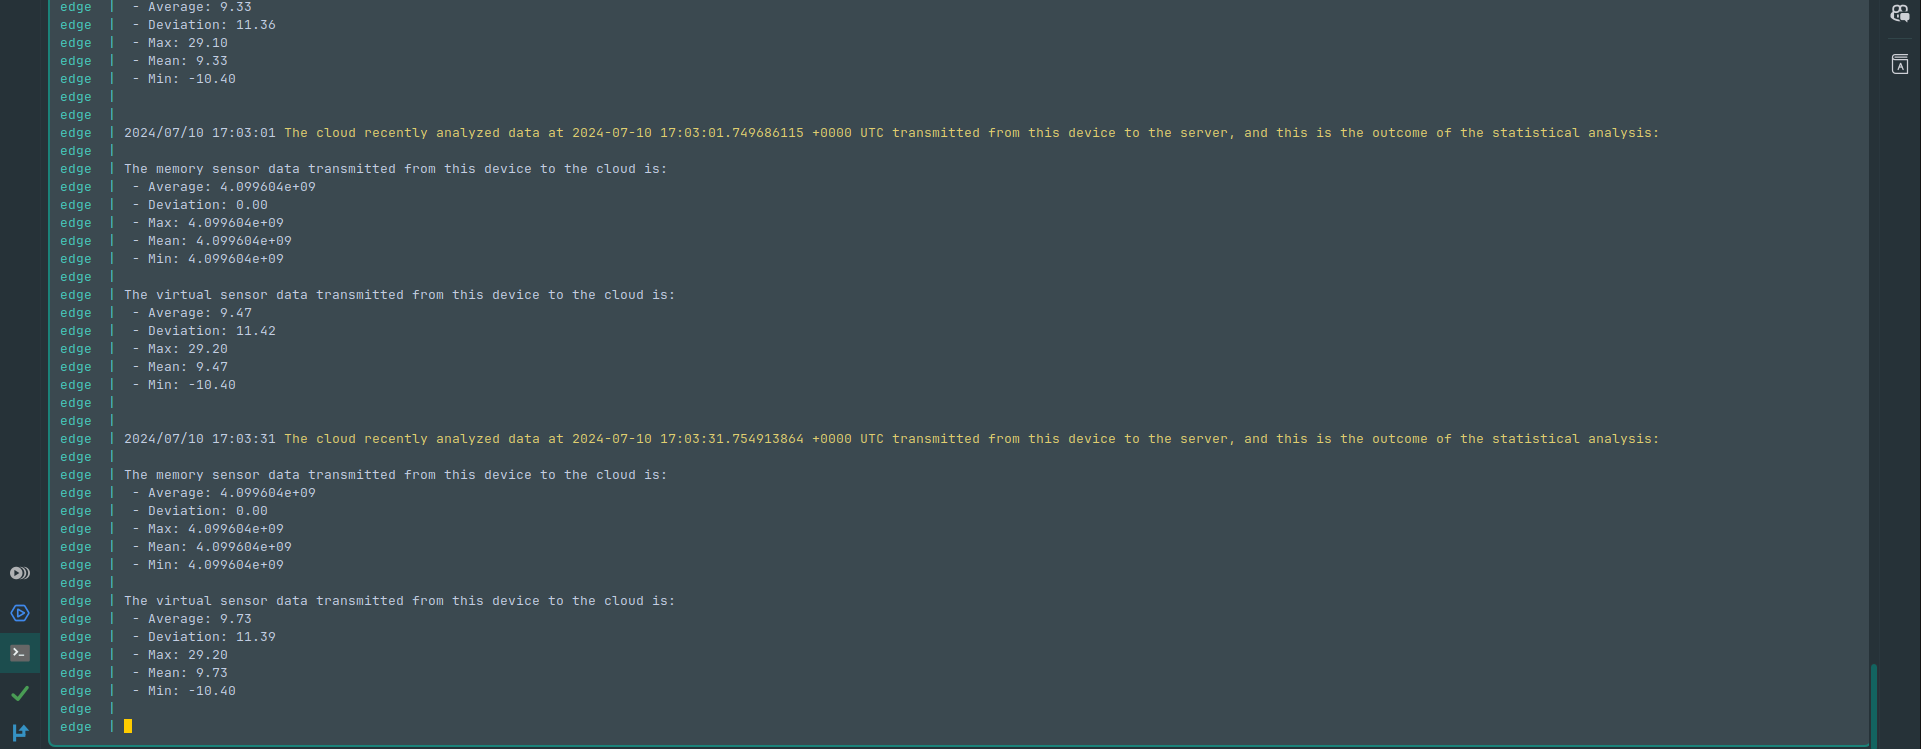 edge | - Average: 9.33
edge | - Deviation: 11.36
edge | - Max: 29.10
edge | - Mean: 9.33
edge | - Min: -10.40
edge |
edge |
edge | 2024/07/10 17:03:01 The cloud recently analyzed data at 2024-07-10 17:03:01.749686115 +0000 UTC transmitted from this device to the server, and this is the outcome of the statistical analysis:
edge |
edge | The memory sensor data transmitted from this device to the cloud is:
edge | - Average: 4.099604e+09
edge | - Deviation: 0.00
edge | - Max: 4.099604e+09
edge | - Mean: 4.099604e+09
edge | - Min: 4.099604e+09
edge |
edge | The virtual sensor data transmitted from this device to the cloud is:
edge | - Average: 9.47
edge | - Deviation: 11.42
edge | - Max: 29.20
edge | - Mean: 9.47
edge | - Min: -10.40
edge |
edge |
edge | 2024/07/10 17:03:31 The cloud recently analyzed data at 2024-07-10 17:03:31.754913864 +0000 UTC transmitted from this device to the server, and this is the outcome of the statistical analysis:
edge |
edge | The memory sensor data transmitted from this device to the cloud is:
edge | - Average: 4.099604e+09
edge | - Deviation: 0.00
edge | - Max: 4.099604e+09
edge | - Mean: 4.099604e+09
edge | - Min: 4.099604e+09
edge |
edge | The virtual sensor data transmitted from this device to the cloud is:
edge | - Average: 9.73
edge | - Deviation: 11.39
edge | - Max: 29.20
edge | - Mean: 9.73
edge | - Min: -10.40
edge |
edge |